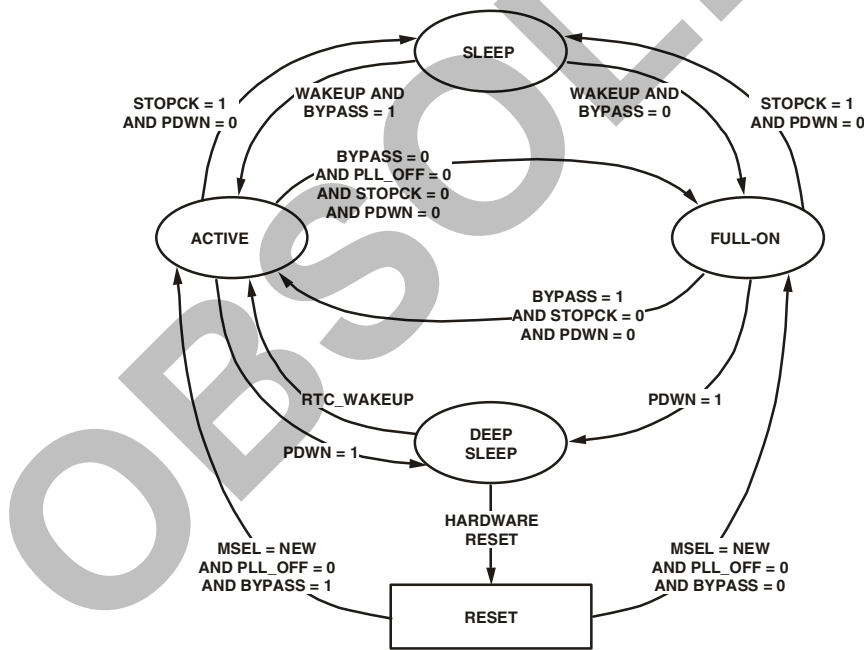 SLEEP
STOPCK = 1
AND PDWN = 0
WAKEUP AND
BYPASS = 1
WAKEUP AND
BYPASS = 0
STOPCK = 1
AND PDWN = 0
BYPASS = 0
AND PLL_OFF = 0
AND STOPCK = 0
AND PDWN = 0
ACTIVE
FULL-ON
BYPASS = 1
AND STOPCK = 0
AND PDWN = 0
RTC_WAKEUP
PDWN = 1
PDWN = 1
DEEP
SLEEP
HARDWARE
RESET
MSEL = NEW
AND PLL_OFF = 0
AND BYPASS = 1
MSEL = NEW
AND PLL_OFF = 0
AND BYPASS = 0
RESET
OBSOL